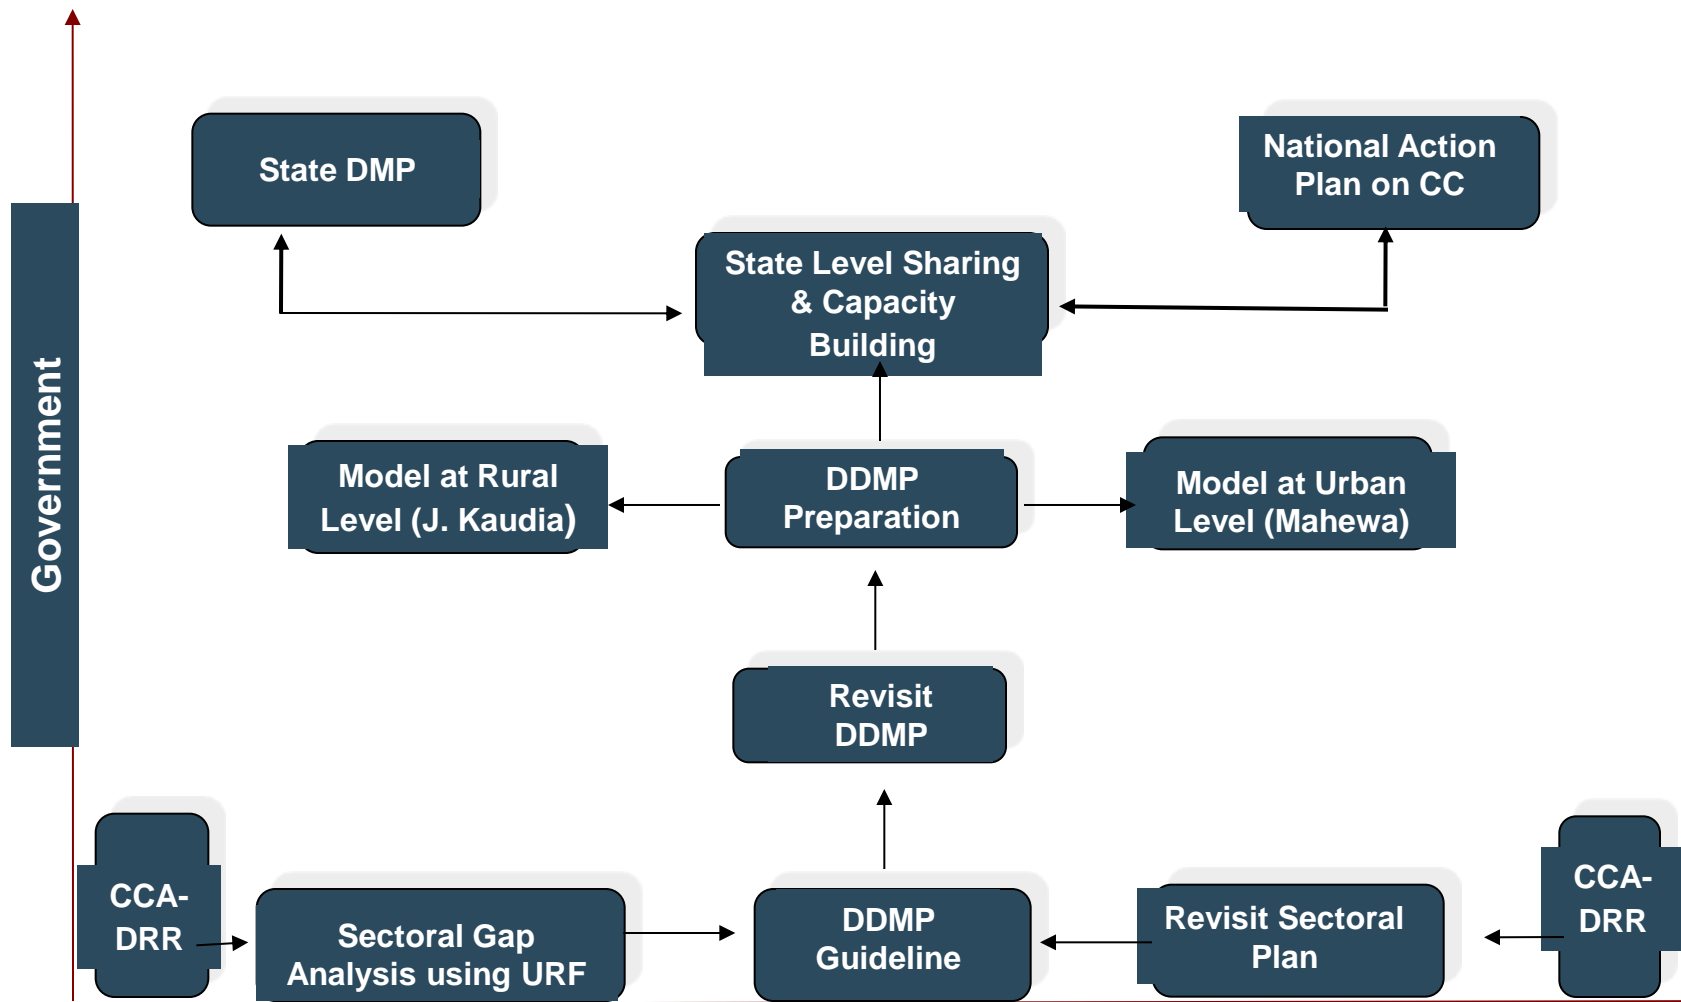 State DMP
National Action
Plan on CC
State Level Sharing
& Capacity
Building
Government
Model at Rural
Level (J. Kaudia)
DDMP
Preparation
Model at Urban
Level (Mahewa)
Revisit
DDMP
CCA-
DRR
Sectoral Gap
Analysis using URF
DDMP
Guideline
Revisit Sectoral
Plan
CCA-
DRR